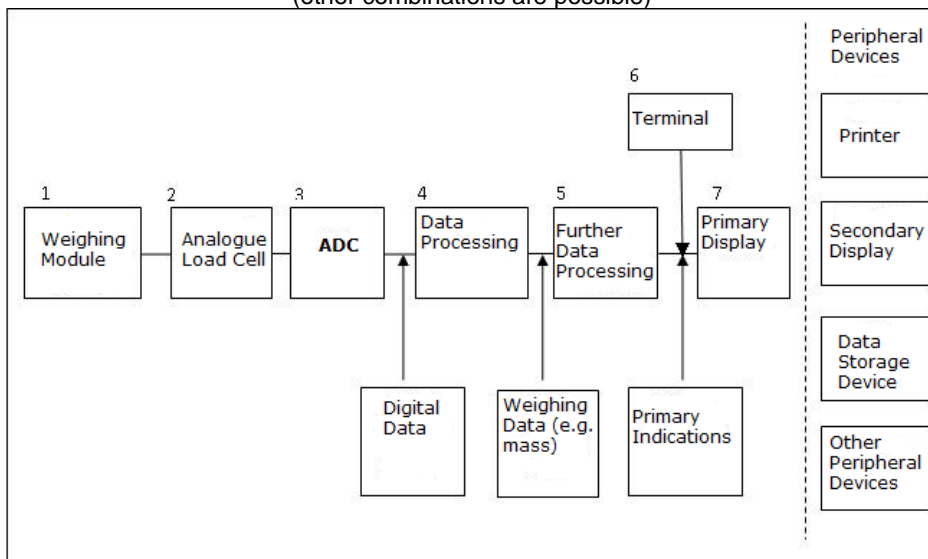 (other combinations are possible)
Peripheral
Devices
6
Terminal
Printer
1
2
3
4
5
7
Weighing
Module
Analogue
Load Cell
ADC
Data
Processing
Further
Data
Processing
Primary
Display
Secondary
Display
Digital
Data
Weighing
Data (e.g.
mass)
Primary
Indications
Data
Storage
Device
Other
Peripheral
Devices